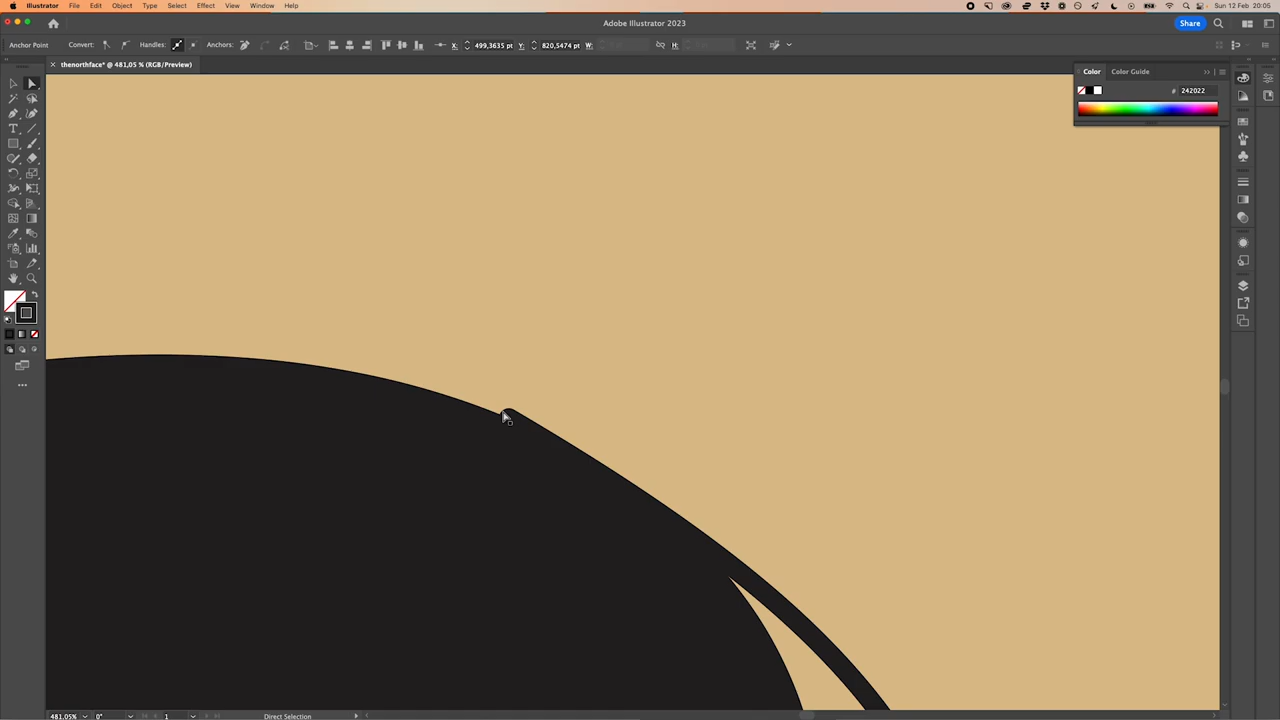 Illustrator File Edit Object Type Select Effect View Window Help Sun 12 Feb 20:05
Adobe Illustrator 2023 Share
Anchor Point Convert: Handles: Anchors: X: 499,3635 pt Y: 820,5474 pt W: H:
× thenorthface* @ 481,05 % (RGB/Preview)
Color Color Guide
# 242022
481,05% 0° 1 Direct Selection